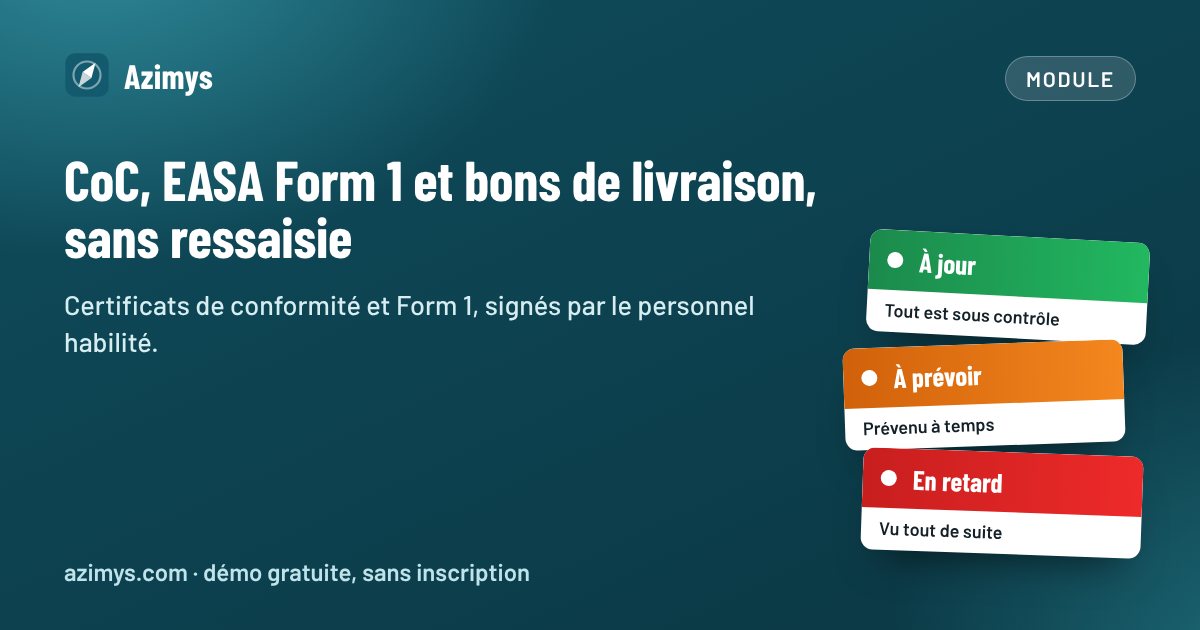 Azimys
MODULE
CoC, EASA Form 1 et bons de livraison,
sans ressaisie
Certificats de conformité et Form 1, signés par le personnel
habilité.
À jour
Tout est sous contrôle
À prévoir
Prévenu à temps
En retard
Vu tout de suite
azimys.com · démo gratuite, sans inscription